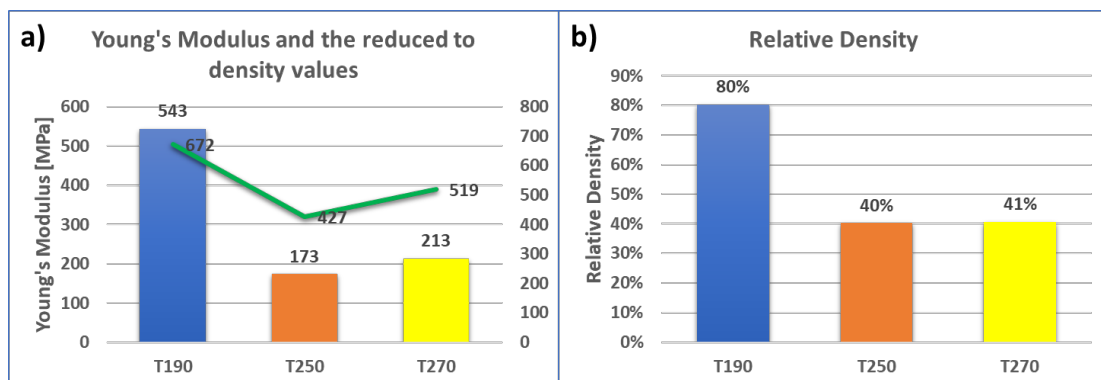 a)
Young's Modulus and the reduced to
density values
Young's Modulus [MPa]
600
500
400
300
200
100
0
543
672
173
427
213
519
800
700
600
500
400
300
200
100
0
T190
T250
T270
b)
Relative Density
Relative Density
90%
80%
70%
60%
50%
40%
30%
20%
10%
0%
80%
40%
41%
T190
T250
T270